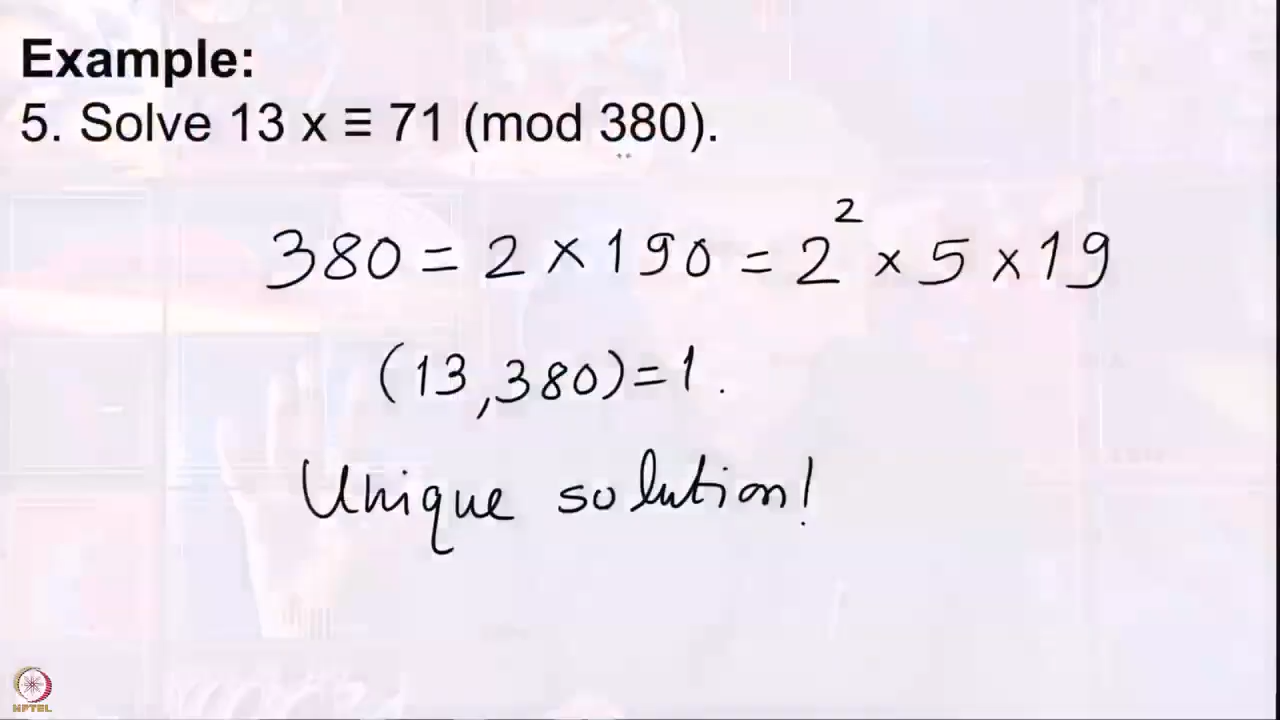 Example:
5. Solve 13 x ≡ 71 (mod 380).
380 = 2 × 190 = 2² × 5 × 19
(13,380)=1.
Unique solution!
NPTEL